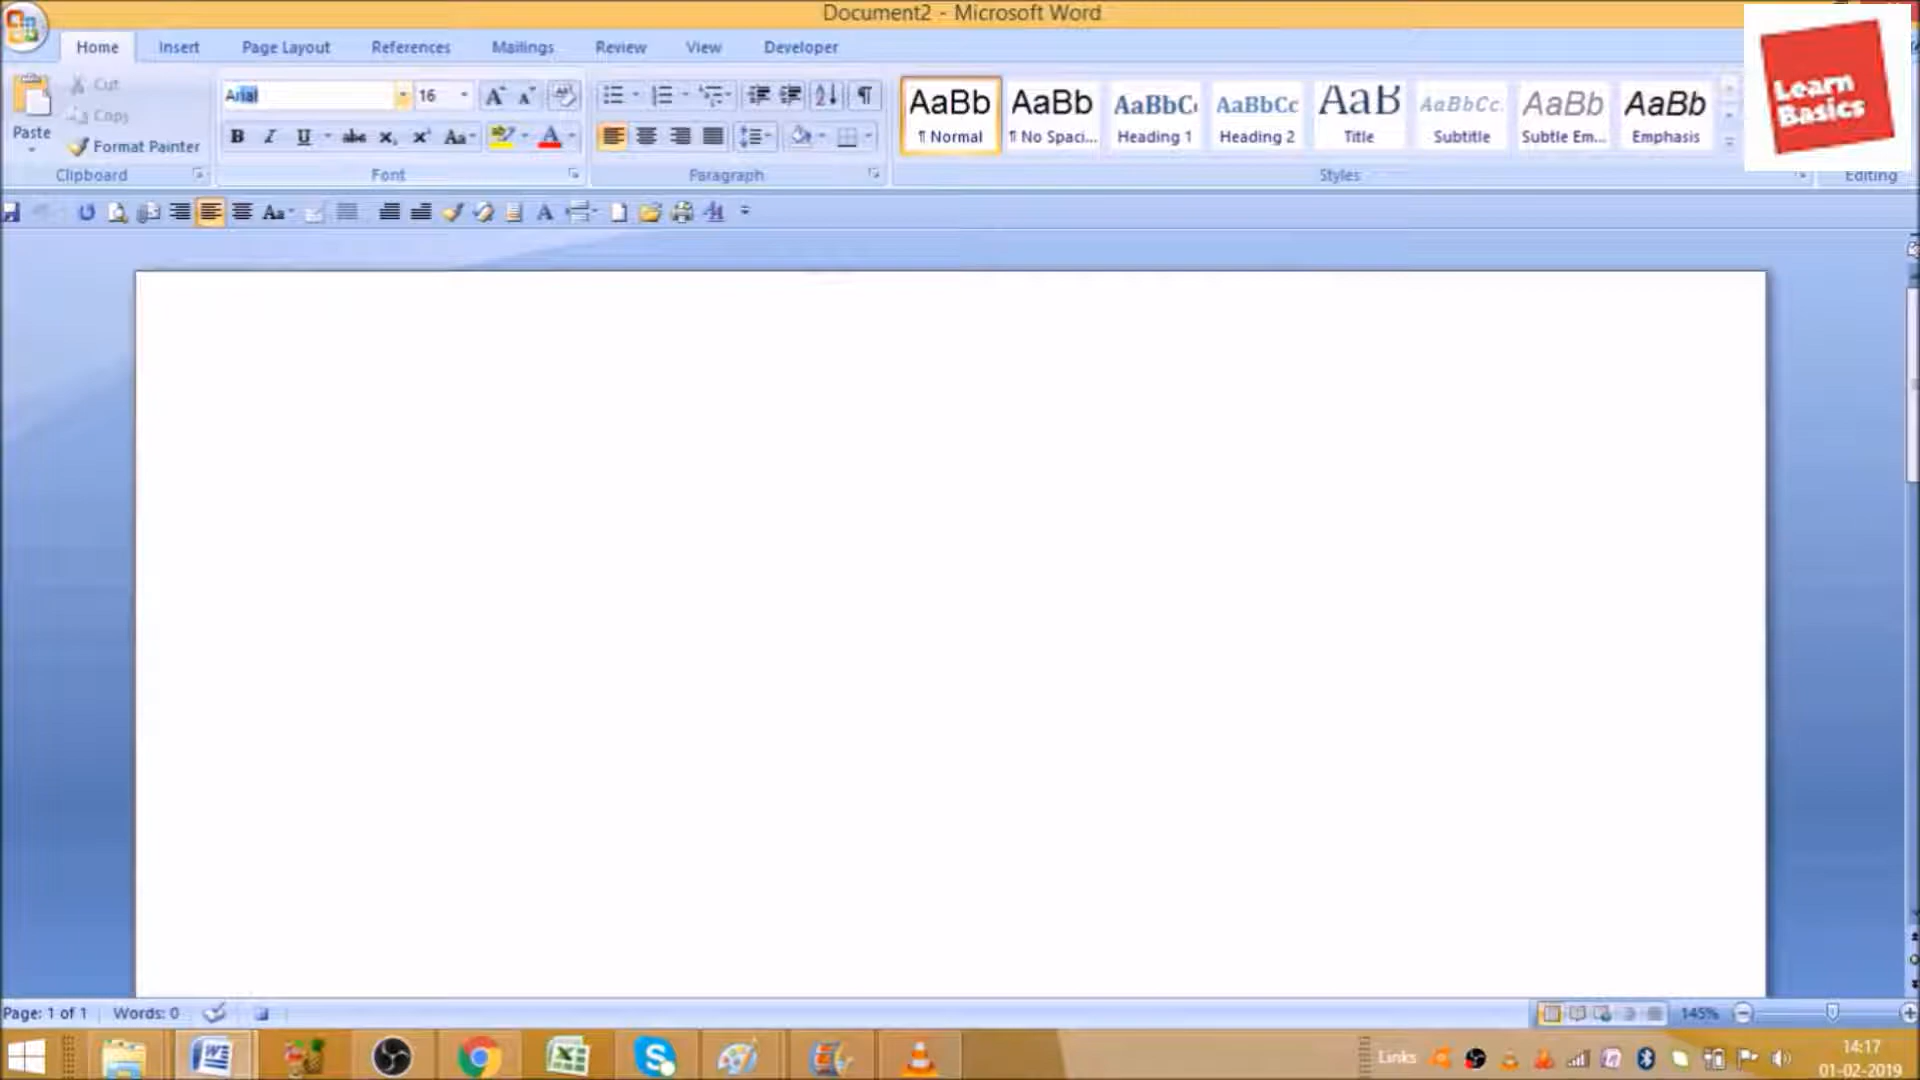 Document2 - Microsoft Word
Home Insert Page Layout References Mailings Review View Developer
Learn Basics
Paste
Cut
Copy
Format Painter
Clipboard
Arial 16
Font
Paragraph
AaBb AaBb AaBbC AaBbCc AaB AaBbCc. AaBb AaBb
¶ Normal ¶ No Spaci... Heading 1 Heading 2 Title Subtitle Subtle Em... Emphasis
Styles
Editing
Page: 1 of 1 Words: 0
145%
Links
14:17
01-02-2019